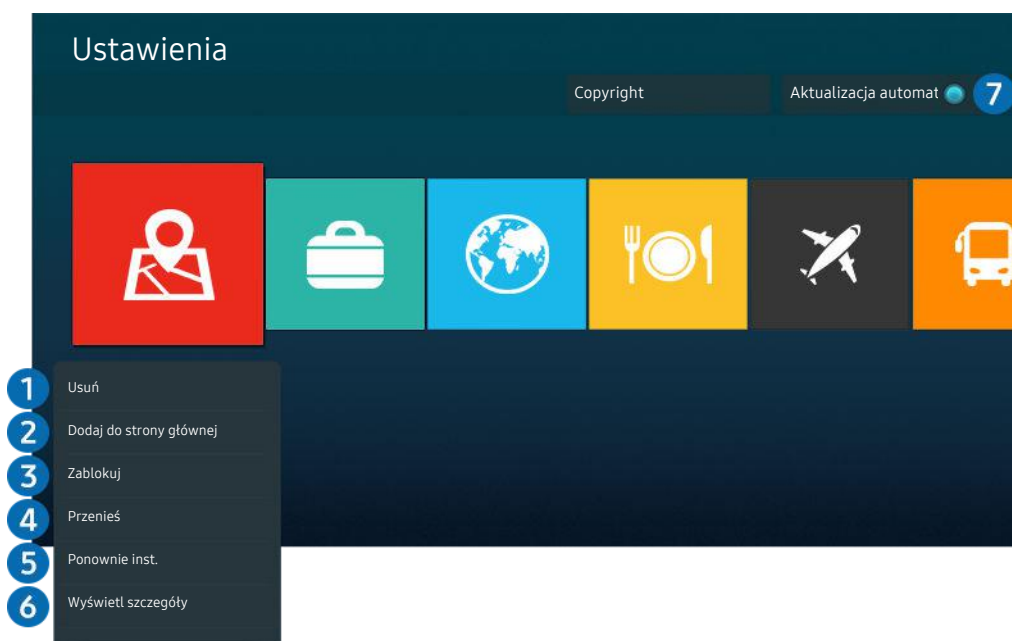 Ustawienia
Copyright
Aktualizacja automat
7
1 Usuń
2 Dodaj do strony głównej
3 Zablokuj
4 Przenieś
5 Ponownie inst.
6 Wyświetl szczegóły